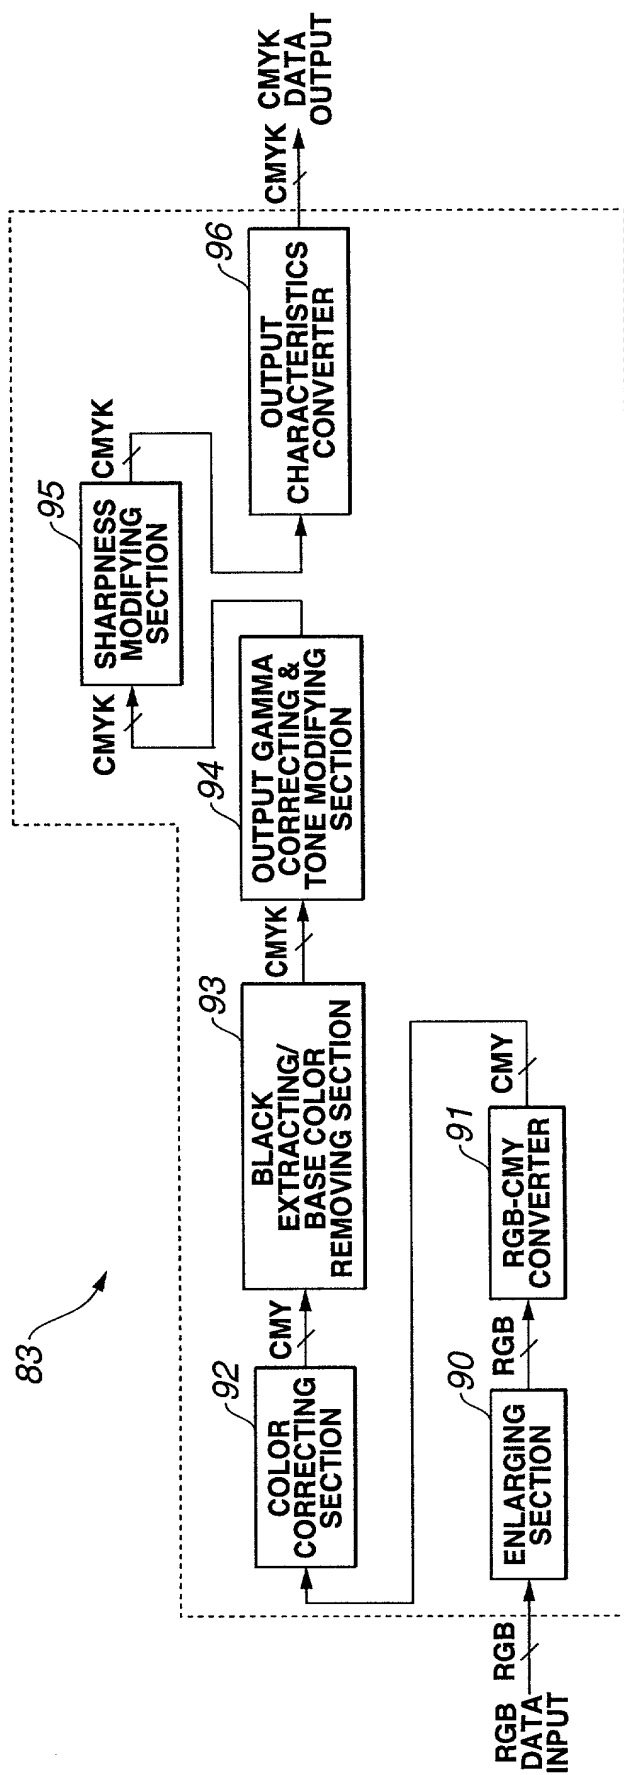 83
RGB
DATA
INPUT
RGB
90
ENLARGING
SECTION
RGB
91
RGB-CMY
CONVERTER
CMY
92
COLOR
CORRECTING
SECTION
CMY
93
BLACK
EXTRACTING/
BASE COLOR
REMOVING SECTION
CMYK
94
OUTPUT GAMMA
CORRECTING &
TONE MODIFYING
SECTION
CMYK
95
SHARPNESS
MODIFYING
SECTION
CMYK
96
OUTPUT
CHARACTERISTICS
CONVERTER
CMYK
CMYK
DATA
OUTPUT